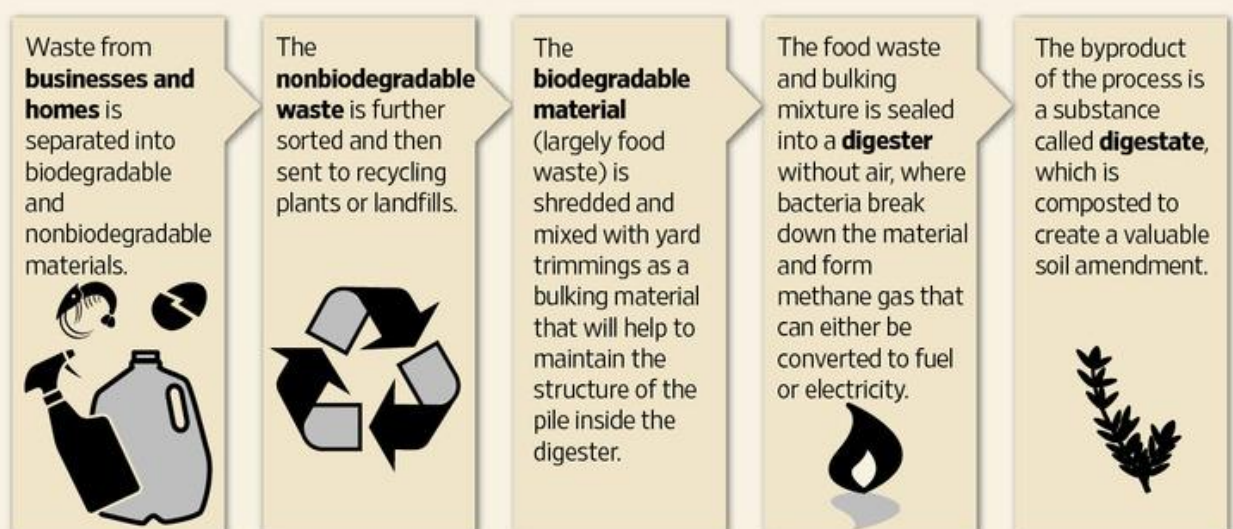 Waste from
businesses and
homes is
separated into
biodegradable
and
nonbiodegradable
materials.
The
nonbiodegradable
waste is further
sorted and then
sent to recycling
plants or landfills.
The
biodegradable
material
(largely food
waste) is
shredded and
mixed with yard
trimmings as a
bulking material
that will help to
maintain the
structure of the
pile inside the
digester.
The food waste
and bulking
mixture is sealed
into a digester
without air, where
bacteria break
down the material
and form
methane gas that
can either be
converted to fuel
or electricity.
The byproduct
of the process is
a substance
called digestate,
which is
composted to
create a valuable
soil amendment.